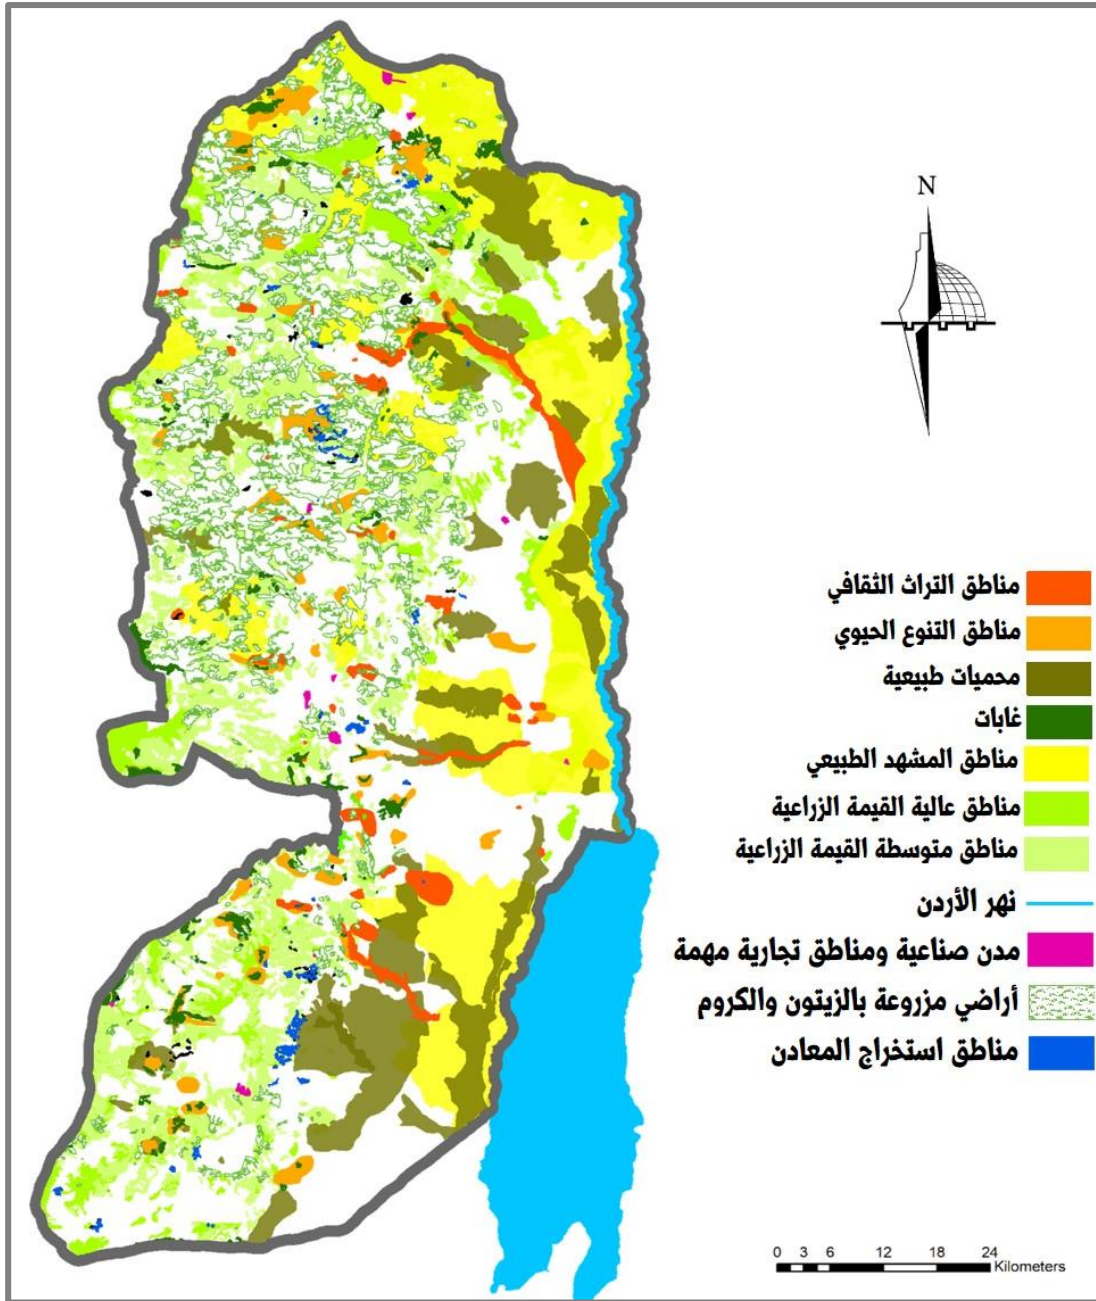 N
مناطق التراث الثقافي
مناطق التنوع الحيوي
محميات طبيعية
غابات
مناطق المشهد الطبيعي
مناطق عالية القيمة الزراعية
مناطق متوسطة القيمة الزراعية
نهر الأردن
مدن صناعية ومناطق تجارية مهمة
أراضي مزروعة بالزيتون والكروم
مناطق استخراج المعادن
0 3 6 12 18 24
Kilometers